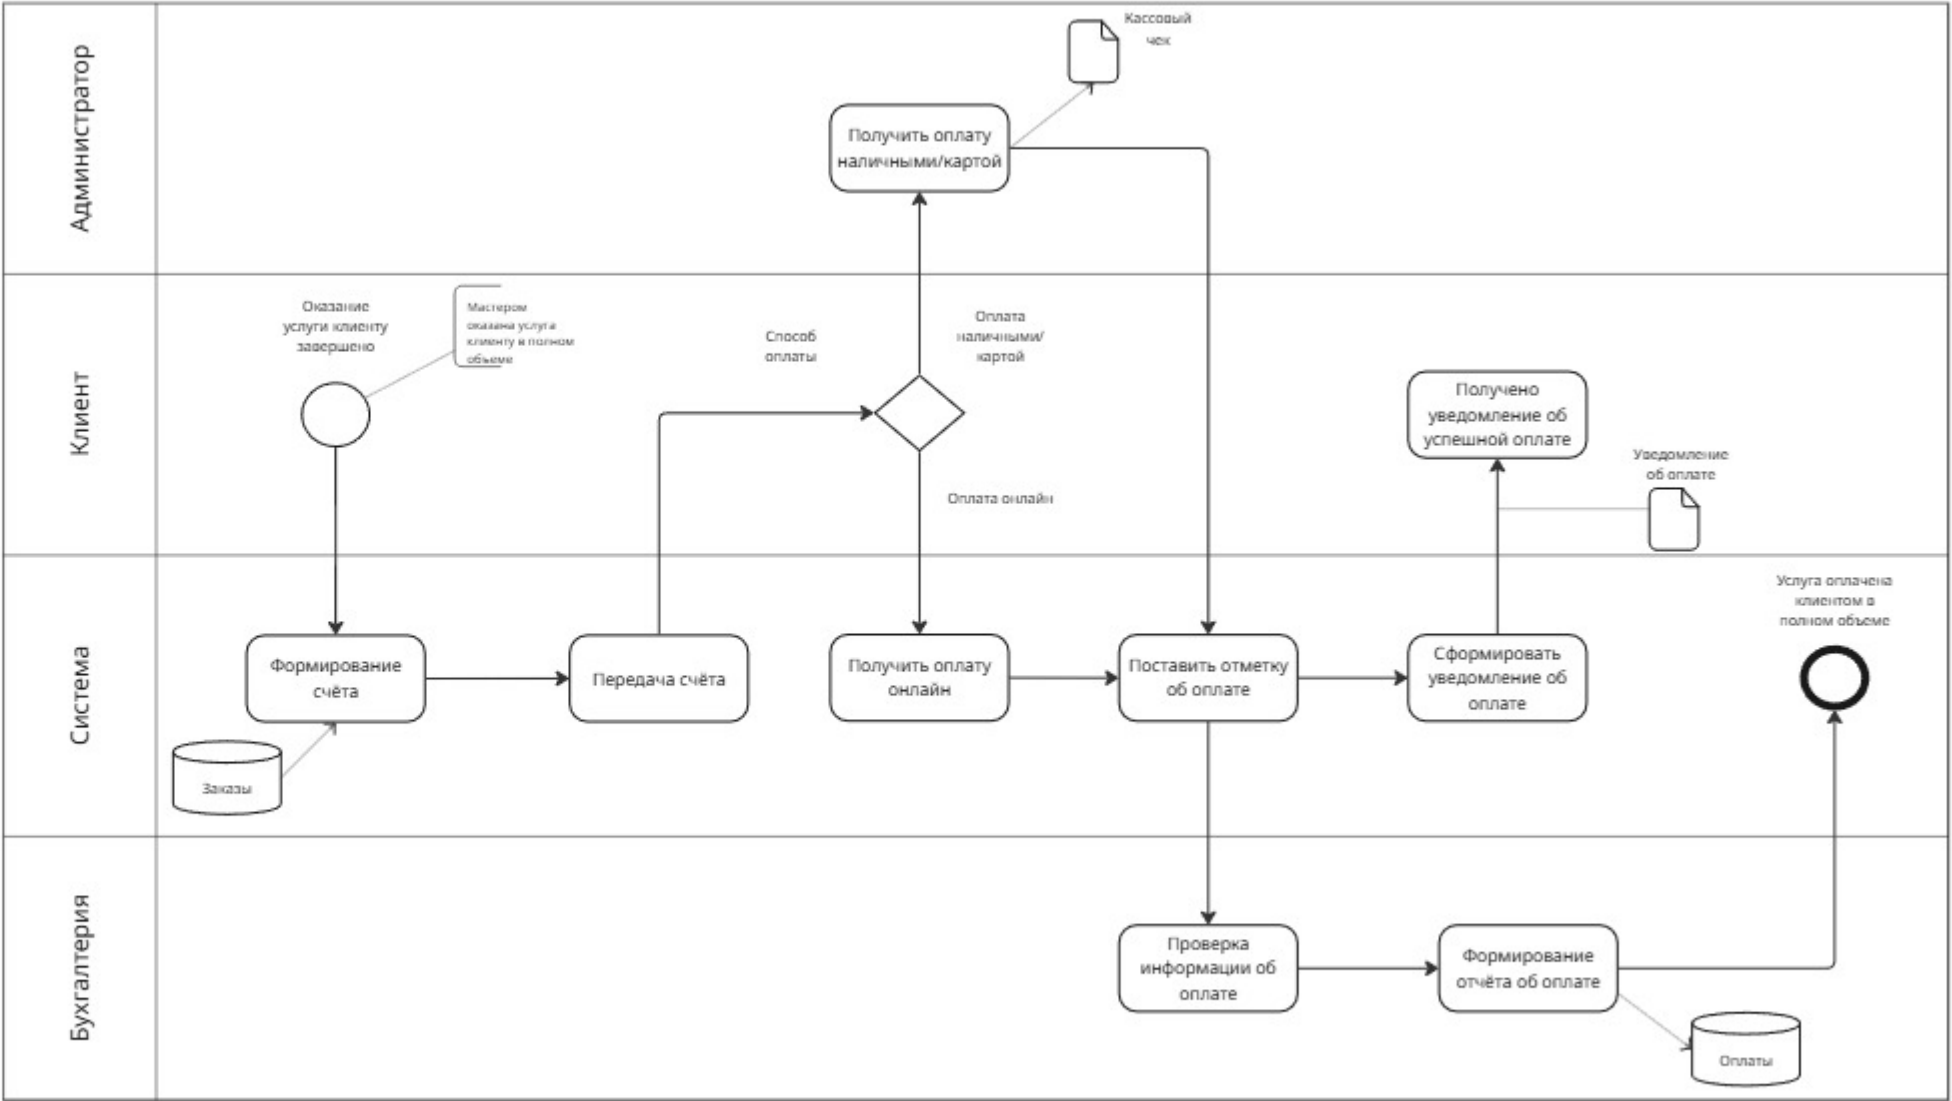 Администратор
Кассовый
чек
Получить оплату
наличными/картой
Клиент
Оказание
услуги клиенту
завершено
Мастером
оказана услуга
клиенту в полном
объеме
Способ
оплаты
Оплата
наличными/
картой
Оплата онлайн
Получено
уведомление об
успешной оплате
Уведомление
об оплате
Система
Формирование
счёта
Заказы
Передача счёта
Получить оплату
онлайн
Поставить отметку
об оплате
Сформировать
уведомление об
оплате
Услуга оплачена
клиентом в
полном объеме
Бухгалтерия
Проверка
информации об
оплате
Формирование
отчёта об оплате
Оплаты